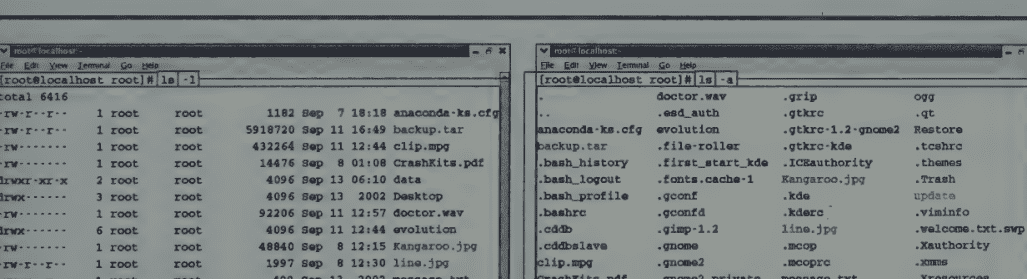 root@localhost:~
File Edit View Terminal Go Help
[root@localhost root]# ls -l
total 6416
-rw-r--r-- 1 root root 1182 Sep 7 18:18 anaconda-ks.cfg
-rw-r--r-- 1 root root 5918720 Sep 11 16:49 backup.tar
-rw------- 1 root root 432264 Sep 11 12:44 clip.mpg
-rw------- 1 root root 14476 Sep 8 01:08 CrashKits.pdf
drwxr-xr-x 2 root root 4096 Sep 13 06:10 data
drwx------ 3 root root 4096 Sep 13 2002 Desktop
-rw------- 1 root root 92206 Sep 11 12:57 doctor.wav
drwx------ 6 root root 4096 Sep 11 12:44 evolution
-rw------- 1 root root 48840 Sep 8 12:15 Kangaroo.jpg
-rw------- 1 root root 1997 Sep 8 12:30 line.jpg
2002 message.txt
root@localhost:~
File Edit View Terminal Go Help
[root@localhost root]# ls -a
. doctor.wav .grip ogg
.. .esd_auth .gtkrc .qt
anaconda-ks.cfg evolution .gtkrc-1.2-gnome2 Restore
backup.tar .file-roller .gtkrc-kde .tcshrc
.bash_history .first_start_kde .ICEauthority .themes
.bash_logout .fonts.cache-1 Kangaroo.jpg .Trash
.bash_profile .gconf .kde update
.bashrc .gconfd .kderc .viminfo
.cddb .gimp-1.2 line.jpg .welcome.txt.swp
.cddbslave .gnome .mcop .Xauthority
clip.mpg .gnome2 .mcoprc .xmms
CrashKits.pdf .gnome2_private message.txt .Xresources